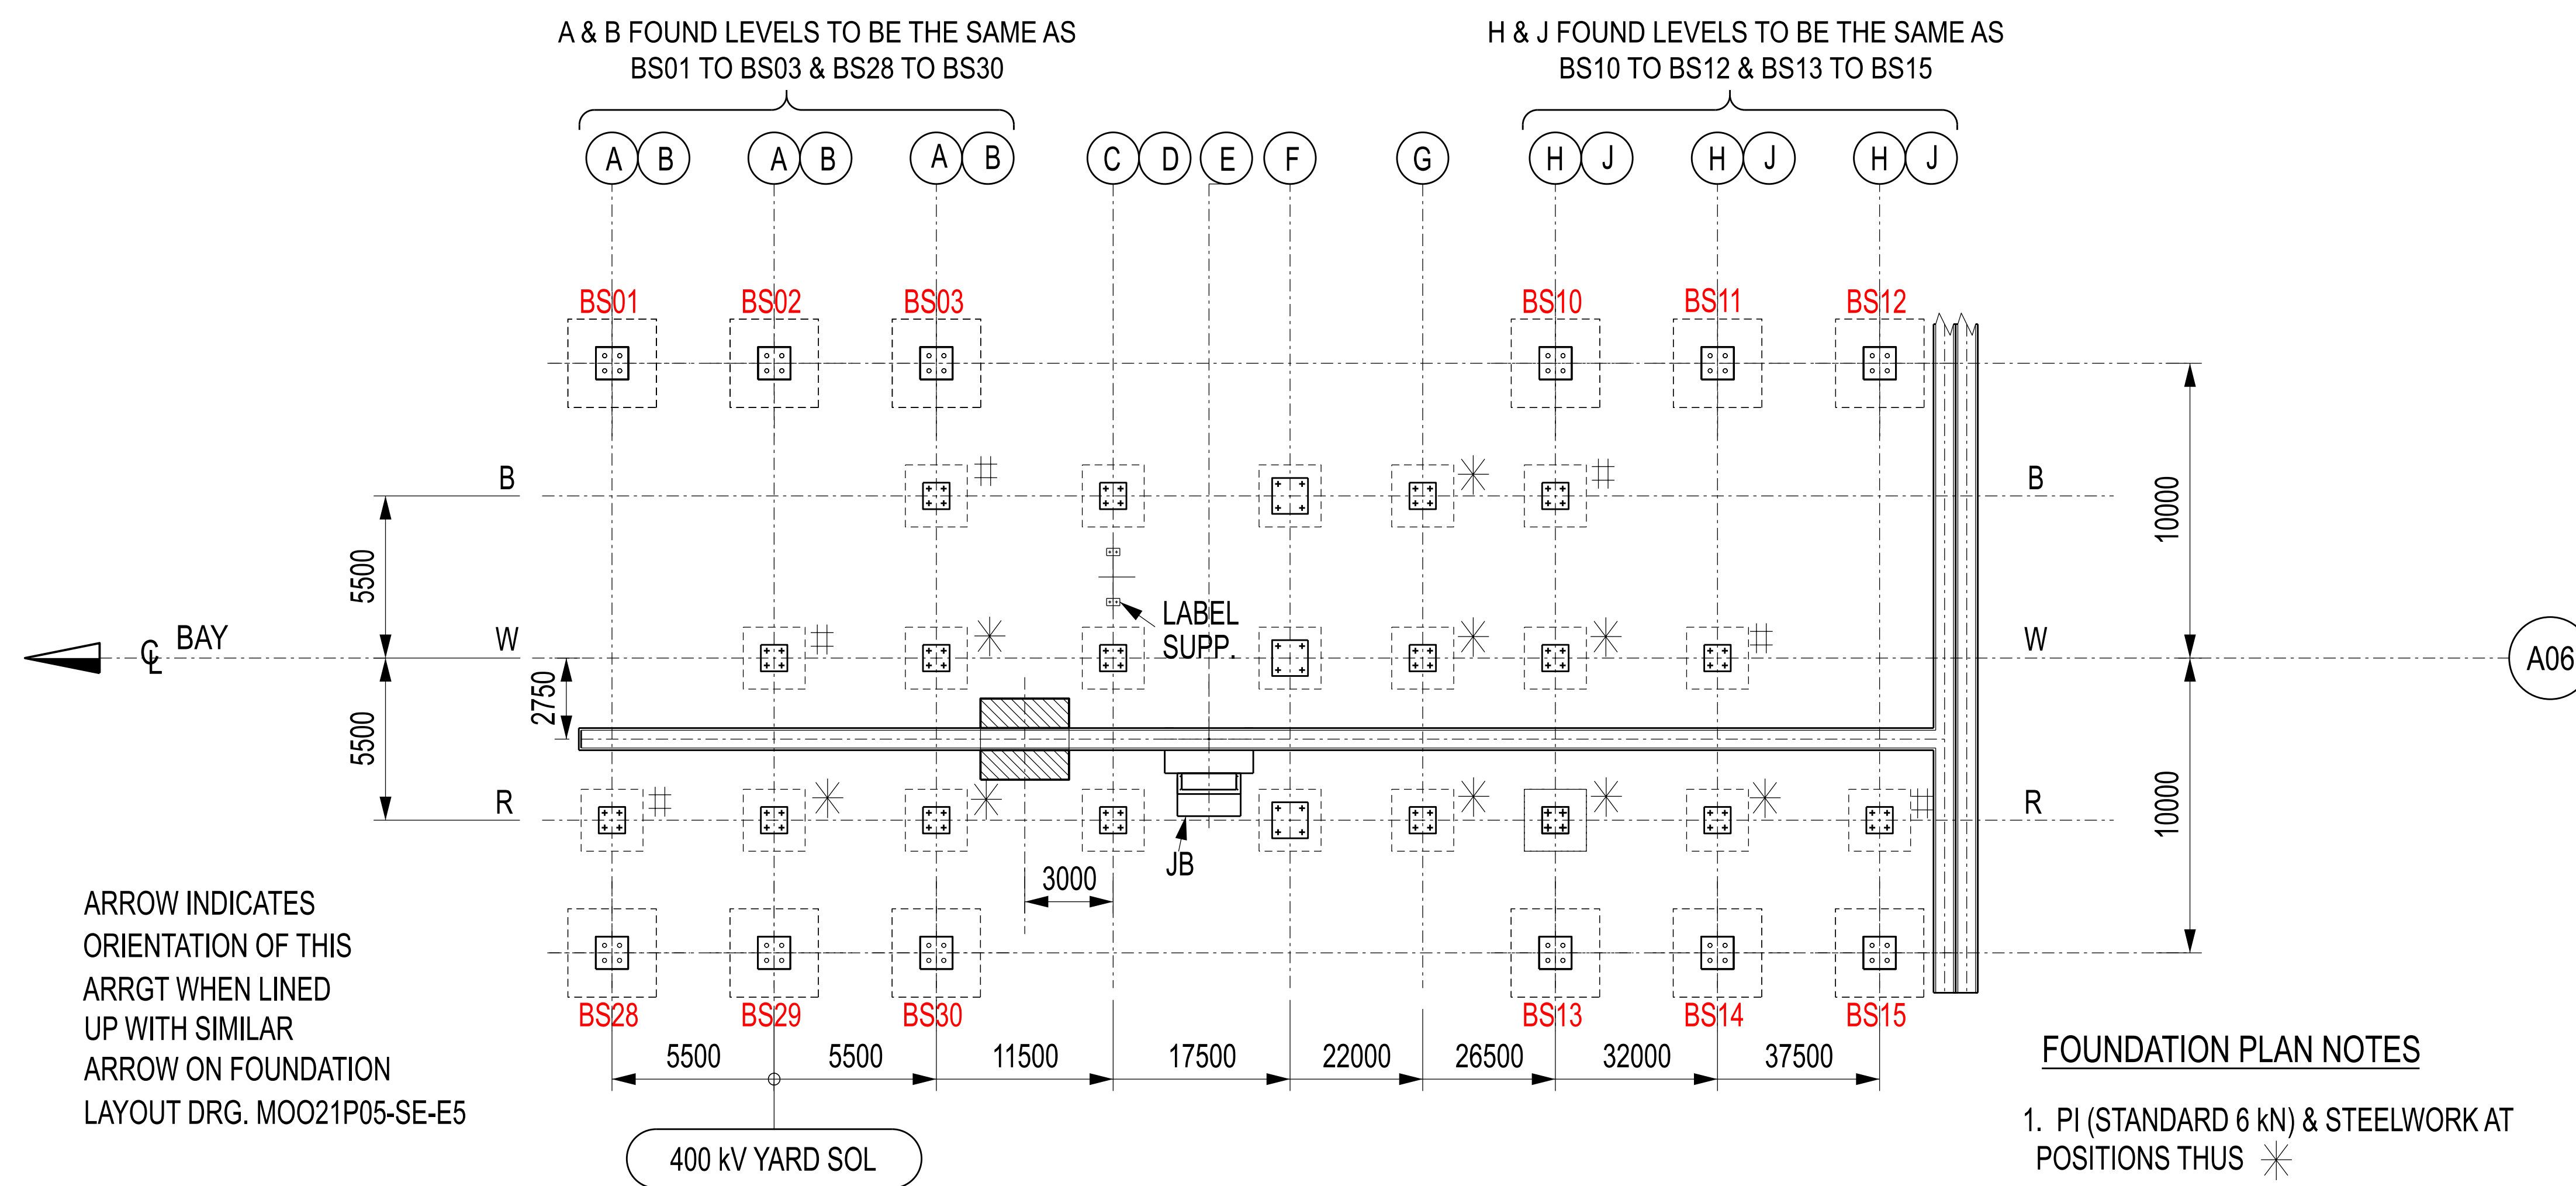 A & B FOUND LEVELS TO BE THE SAME AS
BS01 TO BS03 & BS28 TO BS30
H & J FOUND LEVELS TO BE THE SAME AS
BS10 TO BS12 & BS13 TO BS15
A B A B A B C D E F G H J H J H J
BS01 BS02 BS03 BS10 BS11 BS12
B B
5500 10000
LABEL
SUPP.
℄ BAY W W A06
2750
5500 10000
R R
JB
3000
ARROW INDICATES
ORIENTATION OF THIS
ARRGT WHEN LINED
UP WITH SIMILAR
ARROW ON FOUNDATION
LAYOUT DRG. MOO21P05-SE-E5
BS28 BS29 BS30 BS13 BS14 BS15
5500 5500 11500 17500 22000 26500 32000 37500
400 kV YARD SOL
FOUNDATION PLAN NOTES
1. PI (STANDARD 6 kN) & STEELWORK AT
POSITIONS THUS